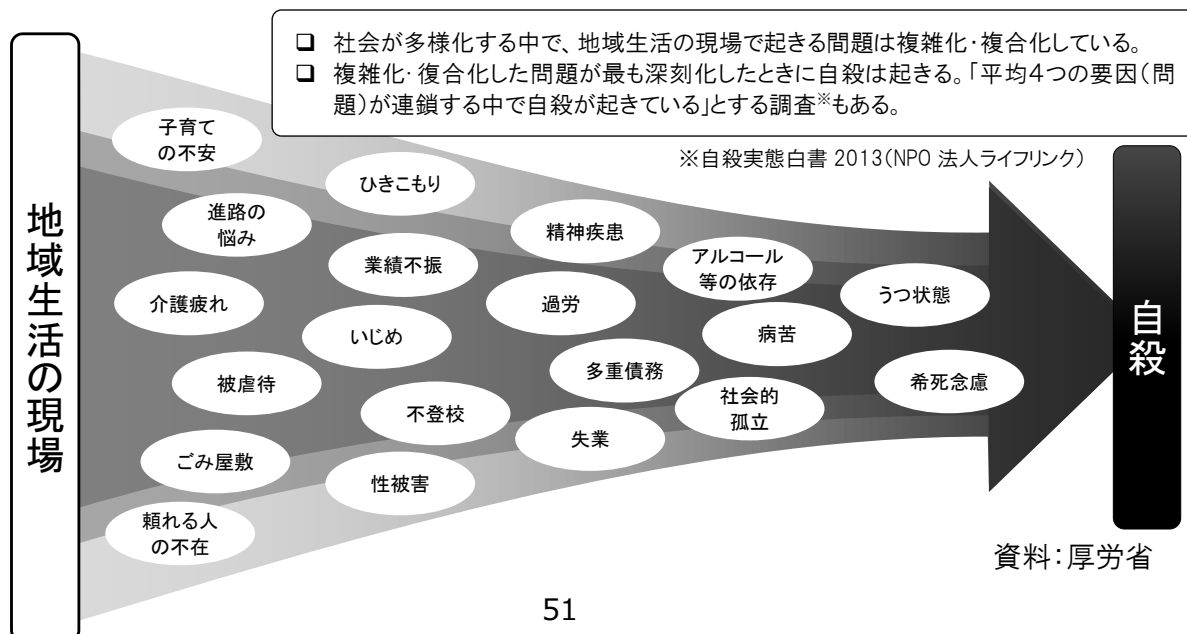 ❑ 社会が多様化する中で、地域生活の現場で起きる問題は複雑化・複合化している。
❑ 複雑化・復合化した問題が最も深刻化したときに自殺は起きる。「平均４つの要因(問
題)が連鎖する中で自殺が起きている」とする調査※もある。
※自殺実態白書 2013(NPO 法人ライフリンク)
地域生活の現場
子育て
の不安
ひきこもり
進路の
悩み
精神疾患
業績不振
アルコール
等の依存
介護疲れ
過労
うつ状態
いじめ
病苦
被虐待
多重債務
希死念慮
不登校
社会的
孤立
失業
ごみ屋敷
性被害
頼れる人
の不在
自殺
資料：厚労省
51